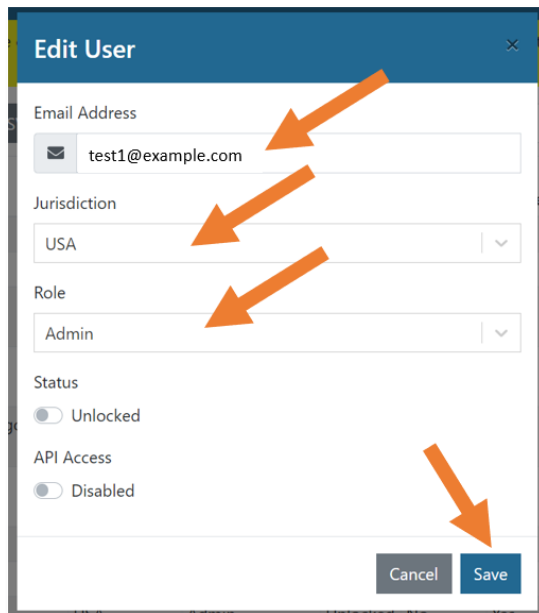 Edit User
×
Email Address
test1@example.com
Jurisdiction
USA
Role
Admin
Status
Unlocked
API Access
Disabled
Cancel
Save